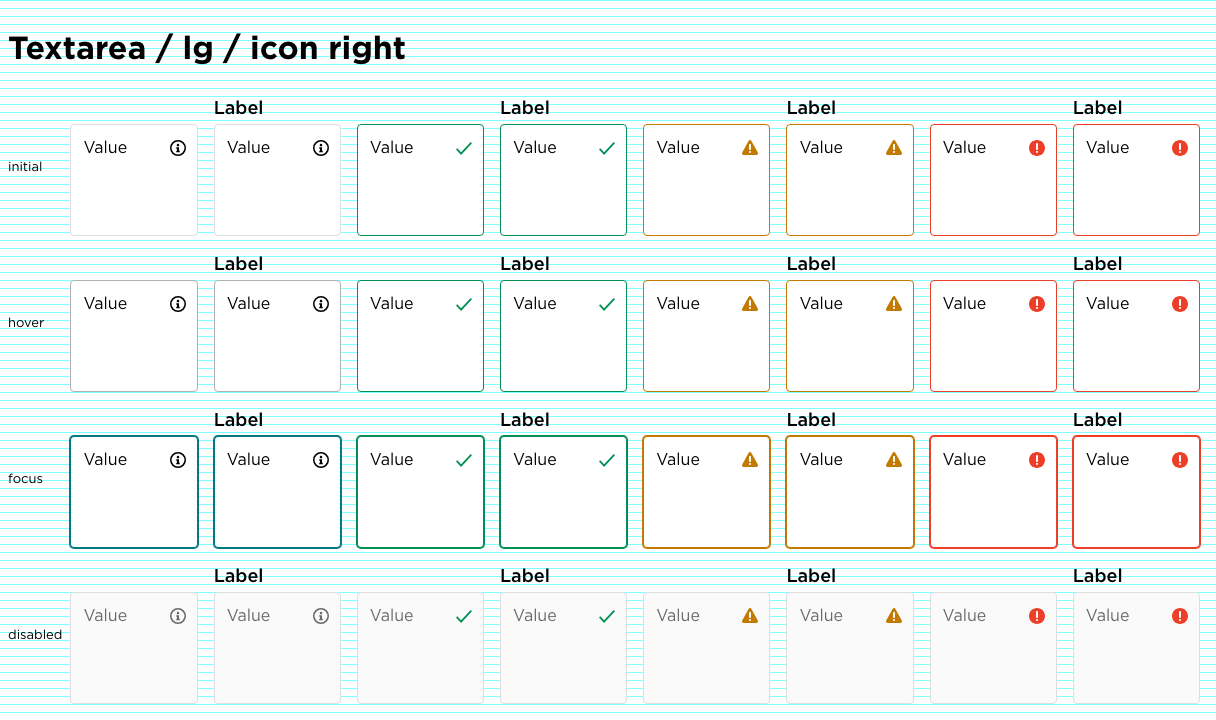 Textarea / lg / icon right
Label Label Label Label
initial Value Value Value Value Value Value Value Value
Label Label Label Label
hover Value Value Value Value Value Value Value Value
Label Label Label Label
focus Value Value Value Value Value Value Value Value
Label Label Label Label
disabled Value Value Value Value Value Value Value Value